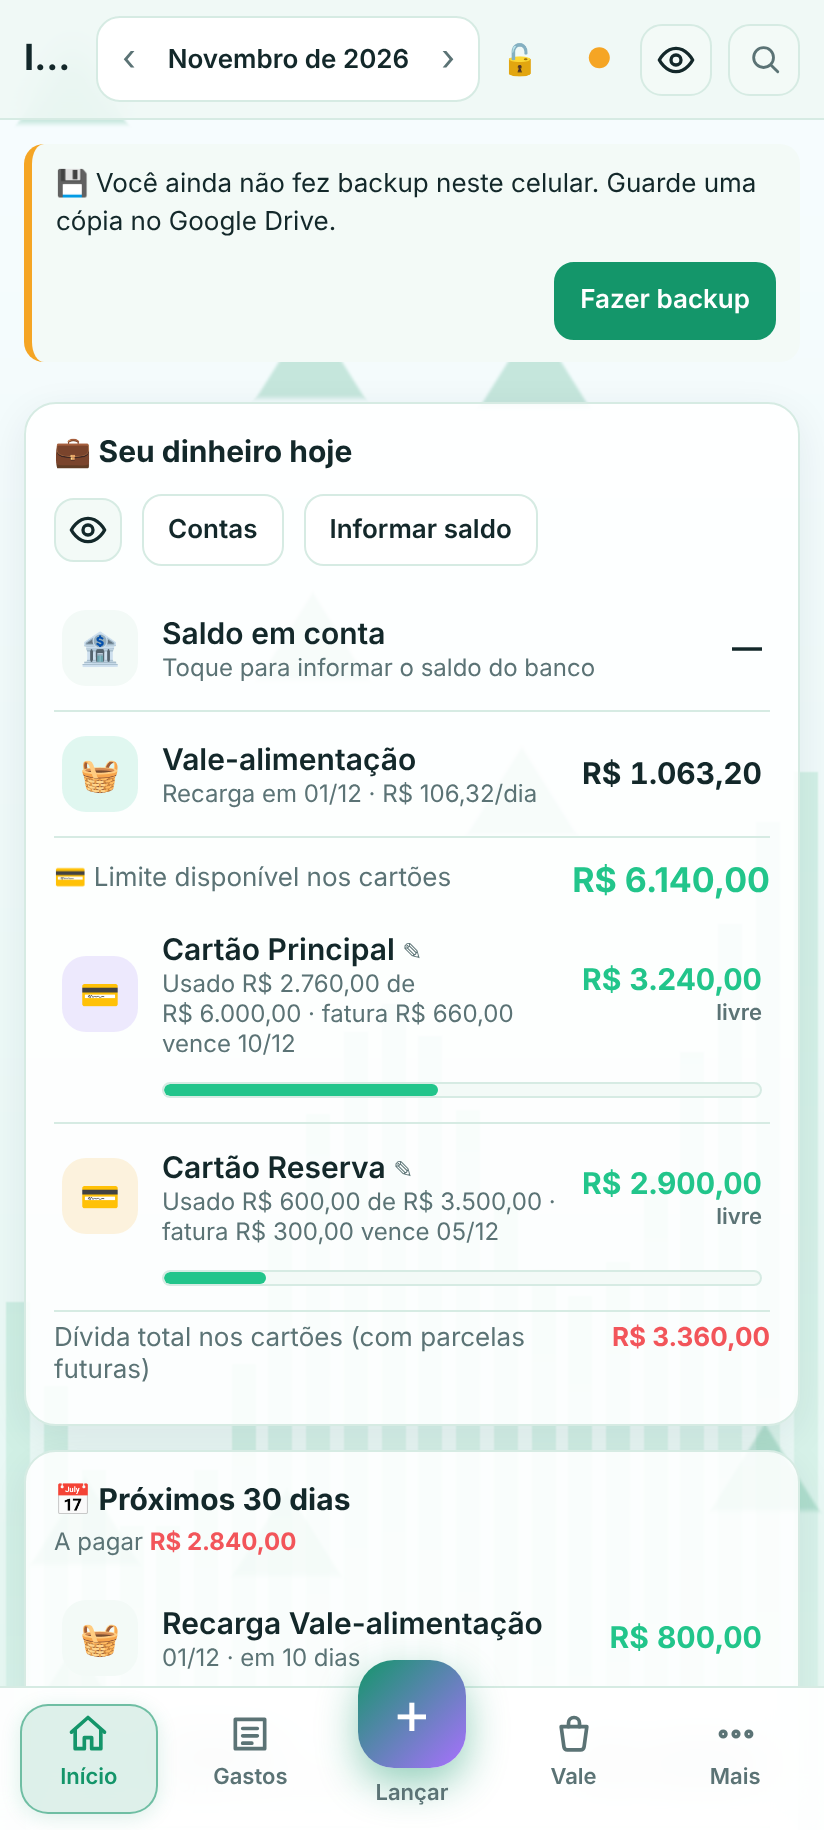 I...
Novembro de 2026
Você ainda não fez backup neste celular. Guarde uma
cópia no Google Drive.
Fazer backup
Seu dinheiro hoje
Contas
Informar saldo
Saldo em conta
Toque para informar o saldo do banco
—
Vale-alimentação
Recarga em 01/12 · R$ 106,32/dia
R$ 1.063,20
Limite disponível nos cartões
R$ 6.140,00
Cartão Principal ✎
Usado R$ 2.760,00 de
R$ 6.000,00 · fatura R$ 660,00
vence 10/12
R$ 3.240,00
livre
Cartão Reserva ✎
Usado R$ 600,00 de R$ 3.500,00 ·
fatura R$ 300,00 vence 05/12
R$ 2.900,00
livre
Dívida total nos cartões (com parcelas
futuras)
R$ 3.360,00
Próximos 30 dias
A pagar R$ 2.840,00
Recarga Vale-alimentação
01/12 · em 10 dias
R$ 800,00
Início
Gastos
+
Lançar
Vale
Mais